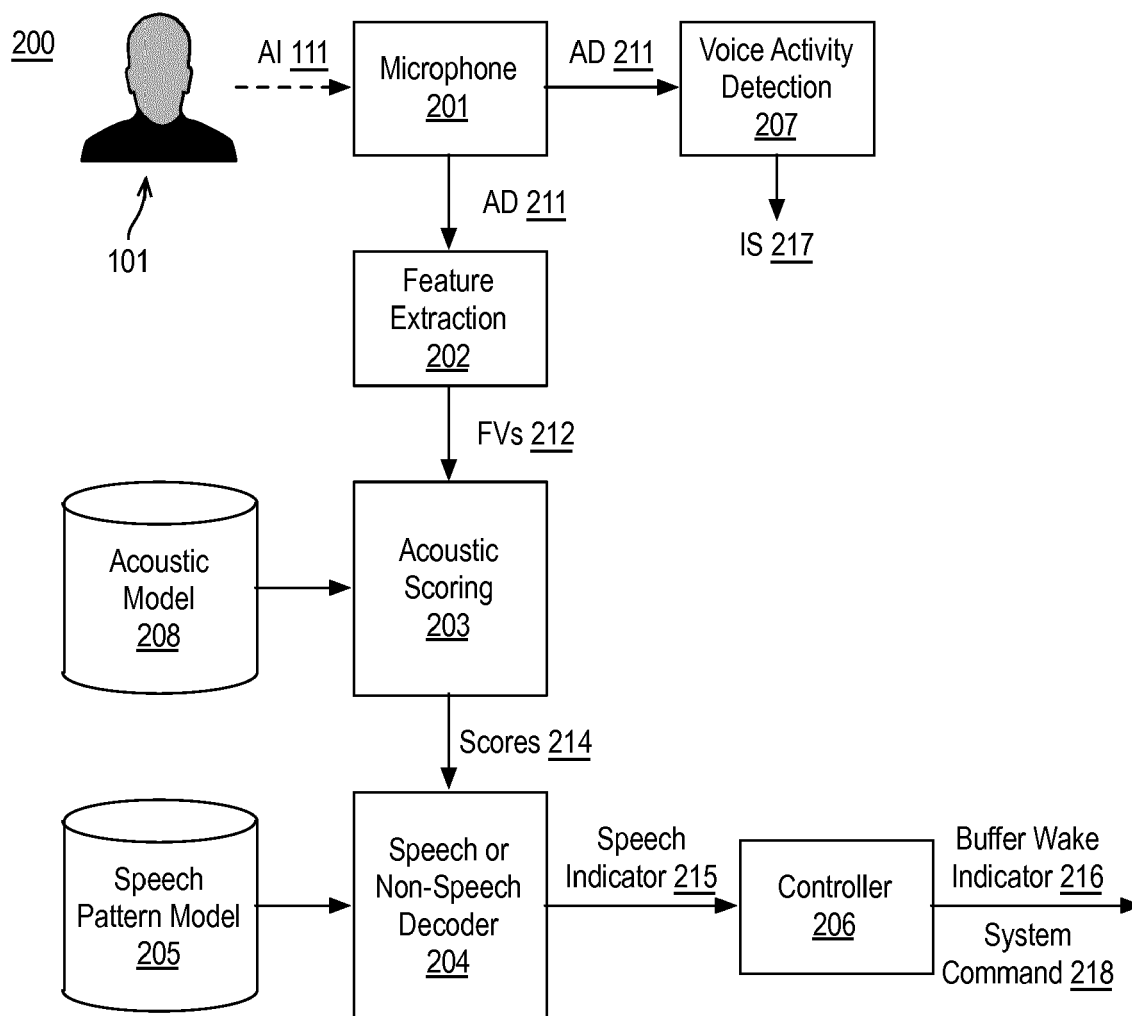 200
AI 111
Microphone
201
AD 211
Voice Activity
Detection
207
101
AD 211
IS 217
Feature
Extraction
202
FVs 212
Acoustic
Model
208
Acoustic
Scoring
203
Scores 214
Speech
Pattern Model
205
Speech or
Non-Speech
Decoder
204
Speech
Indicator 215
Controller
206
Buffer Wake
Indicator 216
System
Command 218